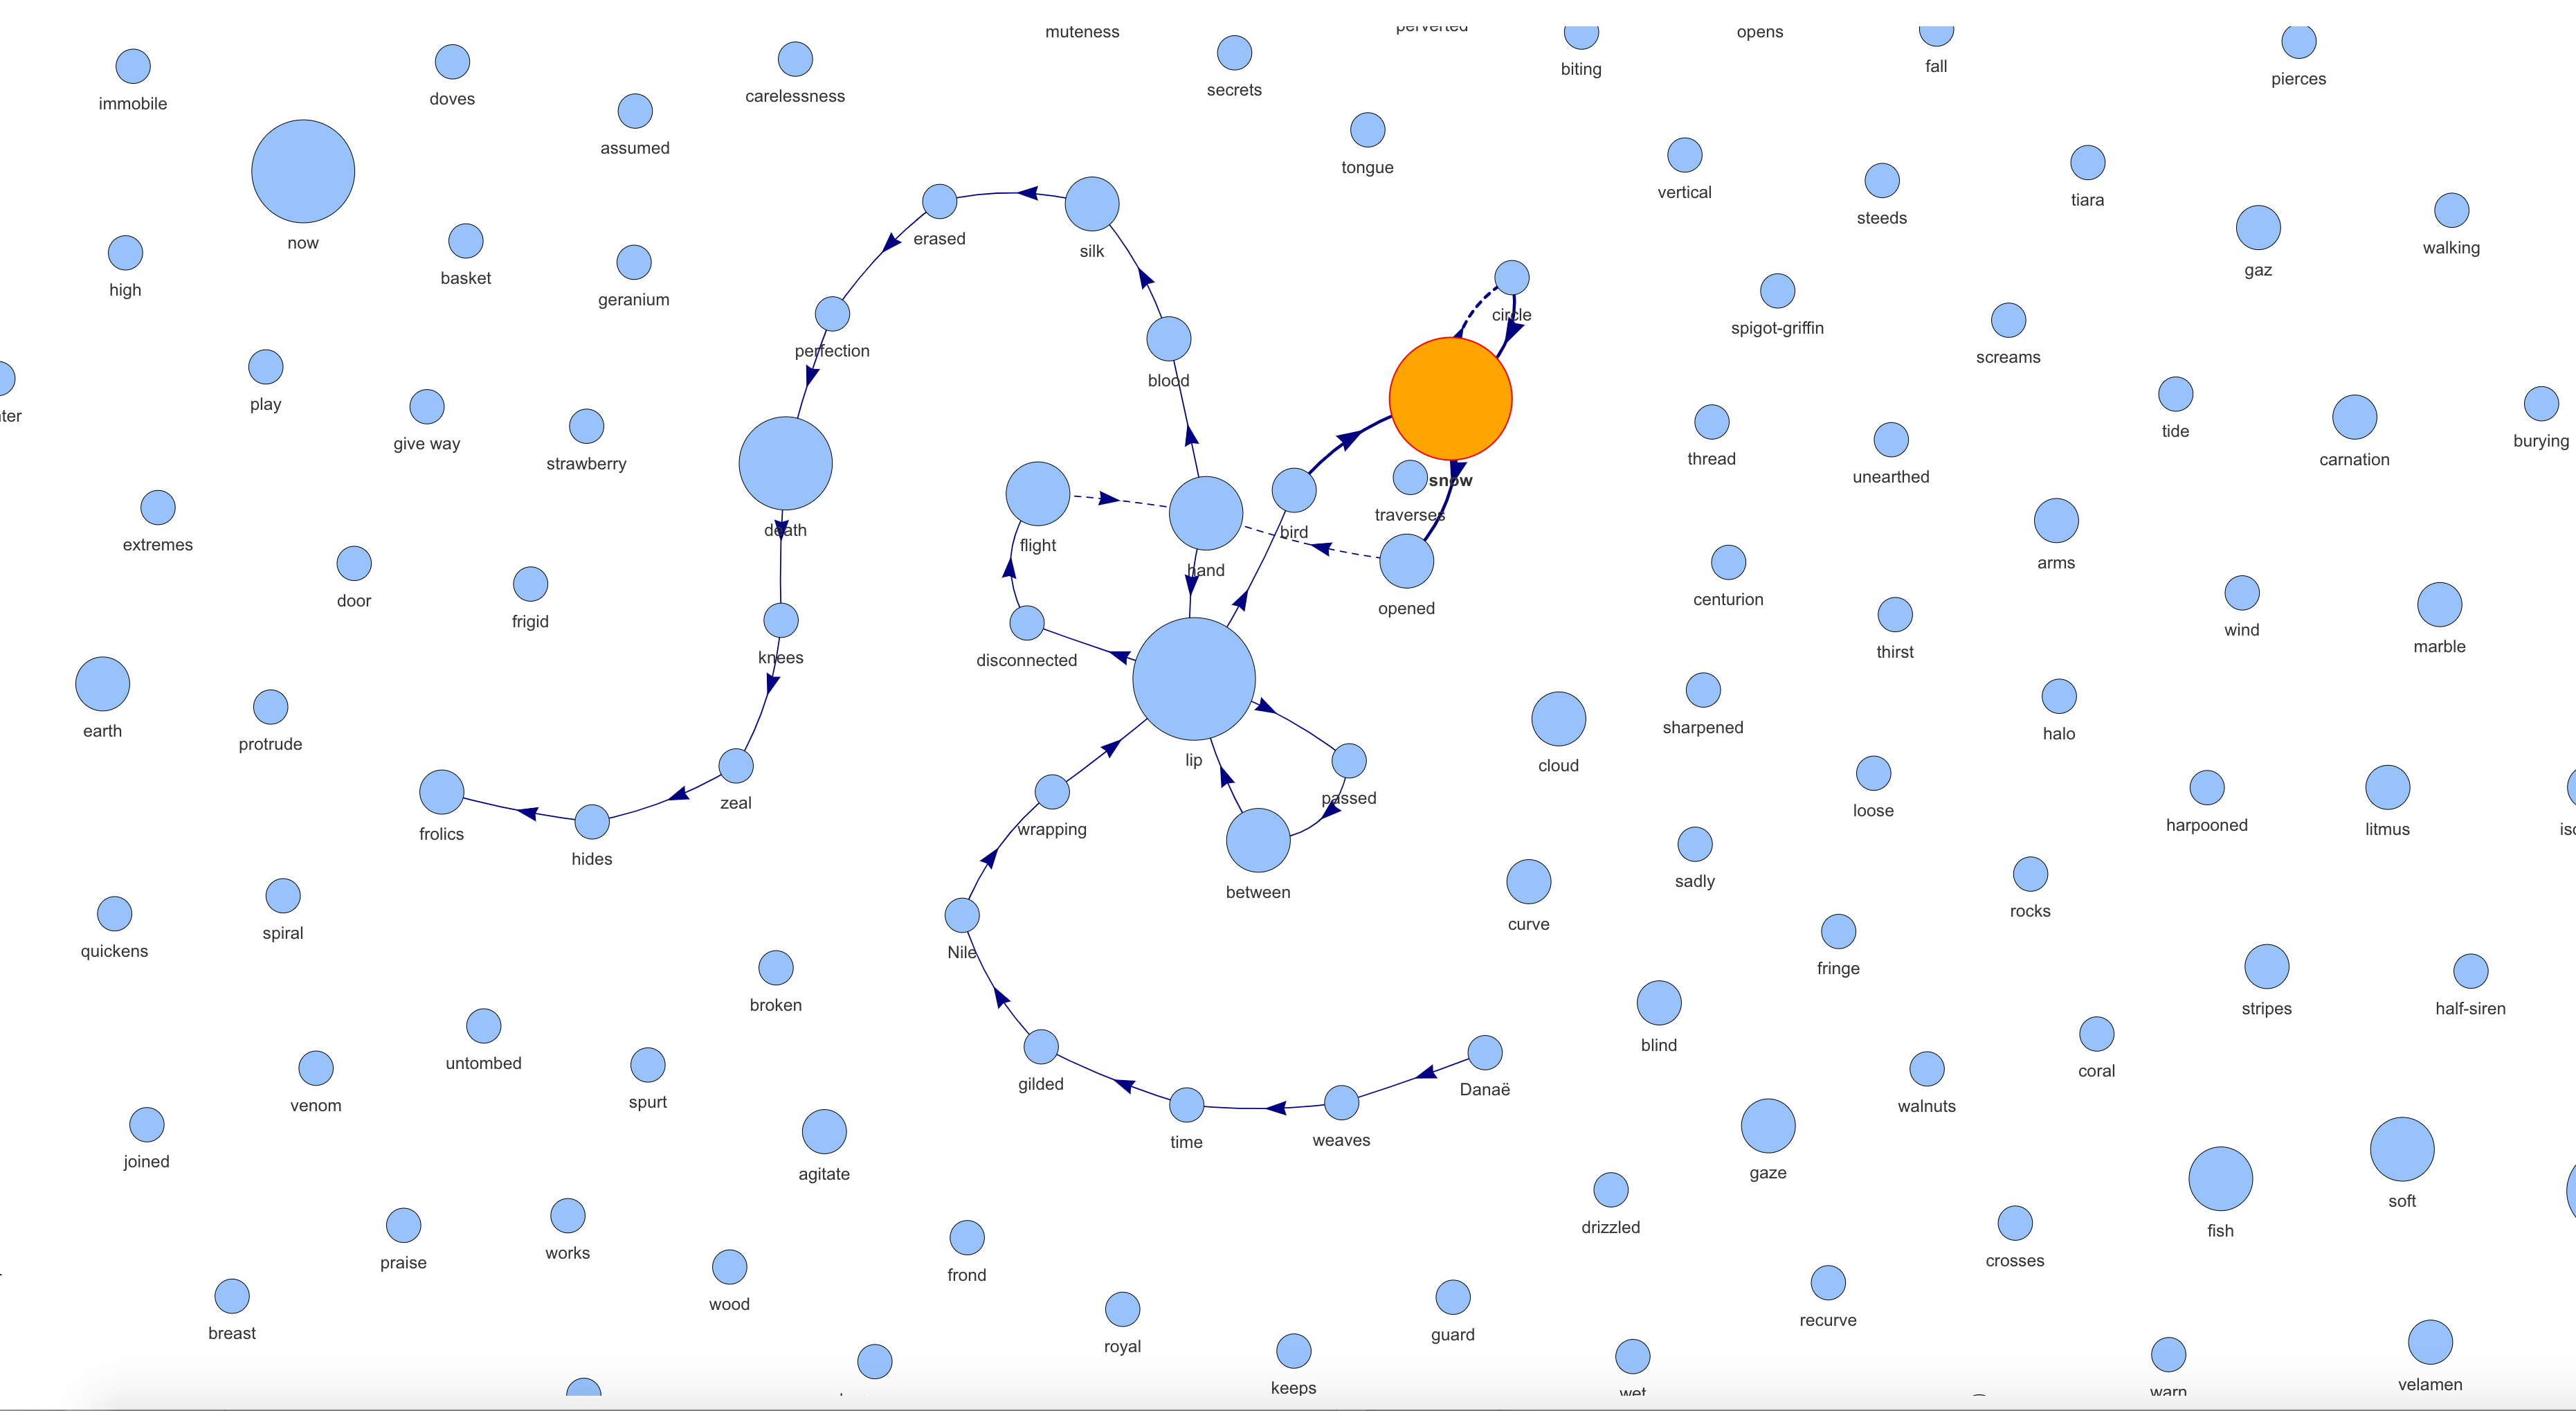 muteness
perverted
opens
biting
fall
pierces
secrets
immobile
doves
carelessness
assumed
tongue
vertical
tiara
steeds
now
erased
silk
walking
gaz
high
basket
geranium
circle
spigot-griffin
screams
perfection
blood
play
ter
give way
strawberry
thread
tide
carnation
burying
unearthed
snow
traverses
death
bird
flight
hand
extremes
arms
door
frigid
opened
centurion
wind
marble
thirst
disconnected
knees
earth
protrude
sharpened
halo
lip
cloud
zeal
passed
loose
harpooned
litmus
isc
frolics
wrapping
hides
between
sadly
curve
rocks
quickens
spiral
Nile
fringe
broken
stripes
half-siren
untombed
blind
coral
gilded
Danaë
venom
spurt
time
weaves
walnuts
joined
agitate
gaze
soft
praise
works
drizzled
fish
crosses
frond
wood
breast
royal
guard
recurve
keeps
wet
warn
velamen